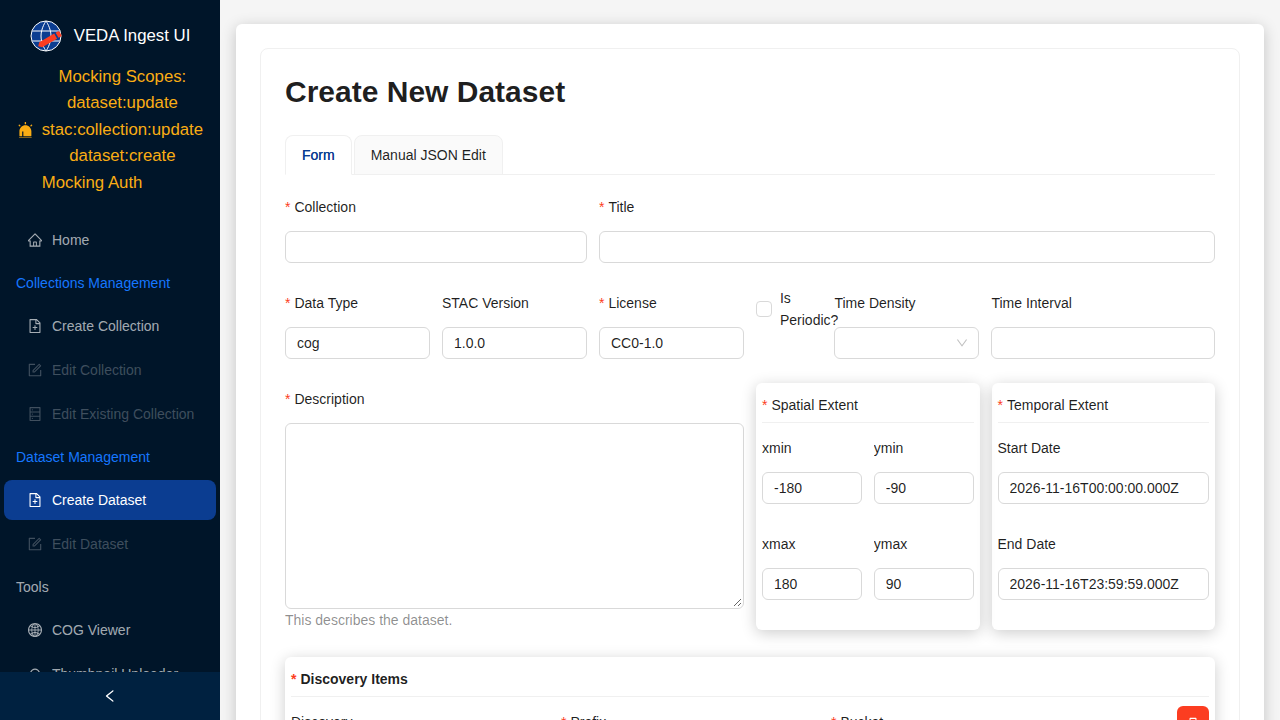 VEDA Ingest UI
Mocking Scopes:
dataset:update
stac:collection:update
dataset:create
Mocking Auth
Home
Collections Management
Create Collection
Edit Collection
Edit Existing Collection
Dataset Management
Create Dataset
Edit Dataset
Tools
COG Viewer
Thumbnail Uploader
Create New Dataset
Form
Manual JSON Edit
* Collection
* Title
* Data Type
STAC Version
* License
Is
Periodic?
Time Density
Time Interval
cog
1.0.0
CC0-1.0
* Description
This describes the dataset.
* Spatial Extent
xmin
ymin
-180
-90
xmax
ymax
180
90
* Temporal Extent
Start Date
2026-11-16T00:00:00.000Z
End Date
2026-11-16T23:59:59.000Z
* Discovery Items
Discovery
* Prefix
* Bucket